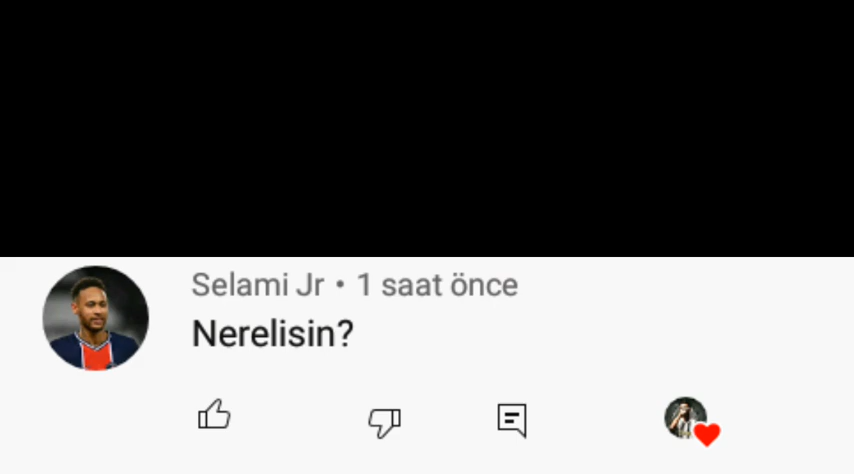 Selami Jr • 1 saat önce
Nerelisin?